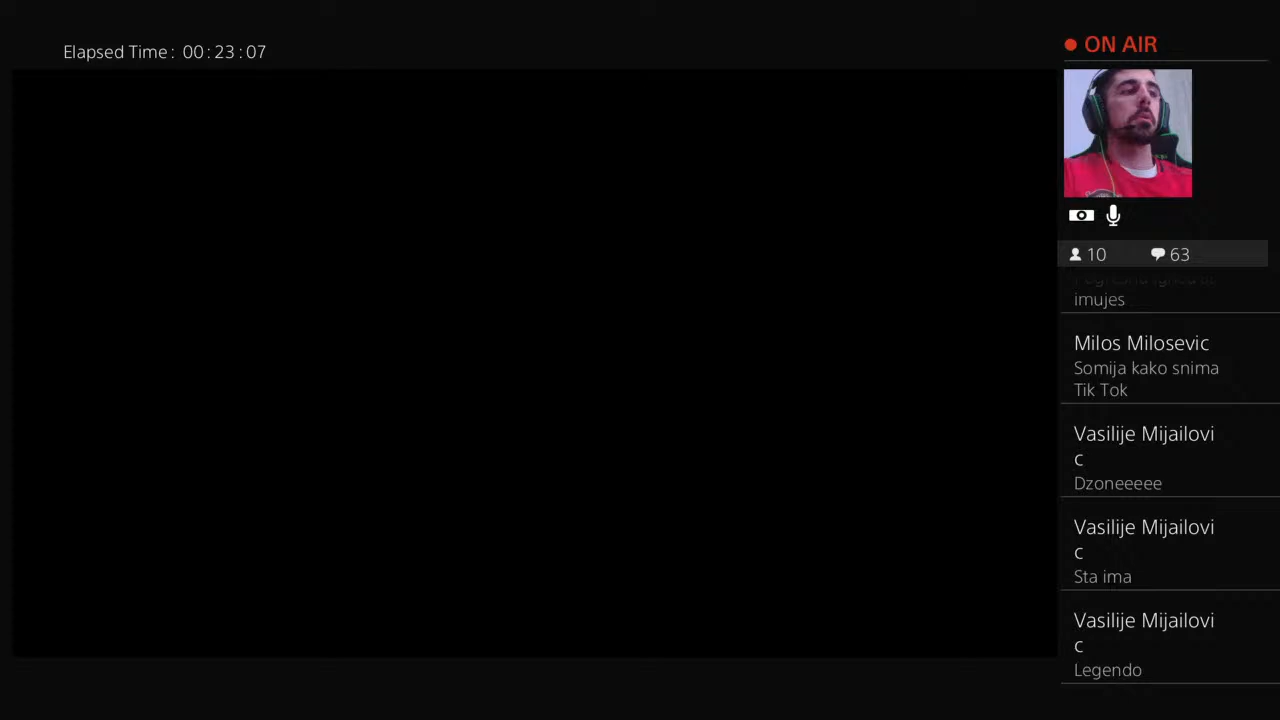 Elapsed Time: 00:23:07
ON AIR
10 63
imujes
Milos Milosevic
Somija kako snima
Tik Tok
Vasilije Mijailovi
c
Dzoneeeee
Vasilije Mijailovi
c
Sta ima
Vasilije Mijailovi
c
Legendo